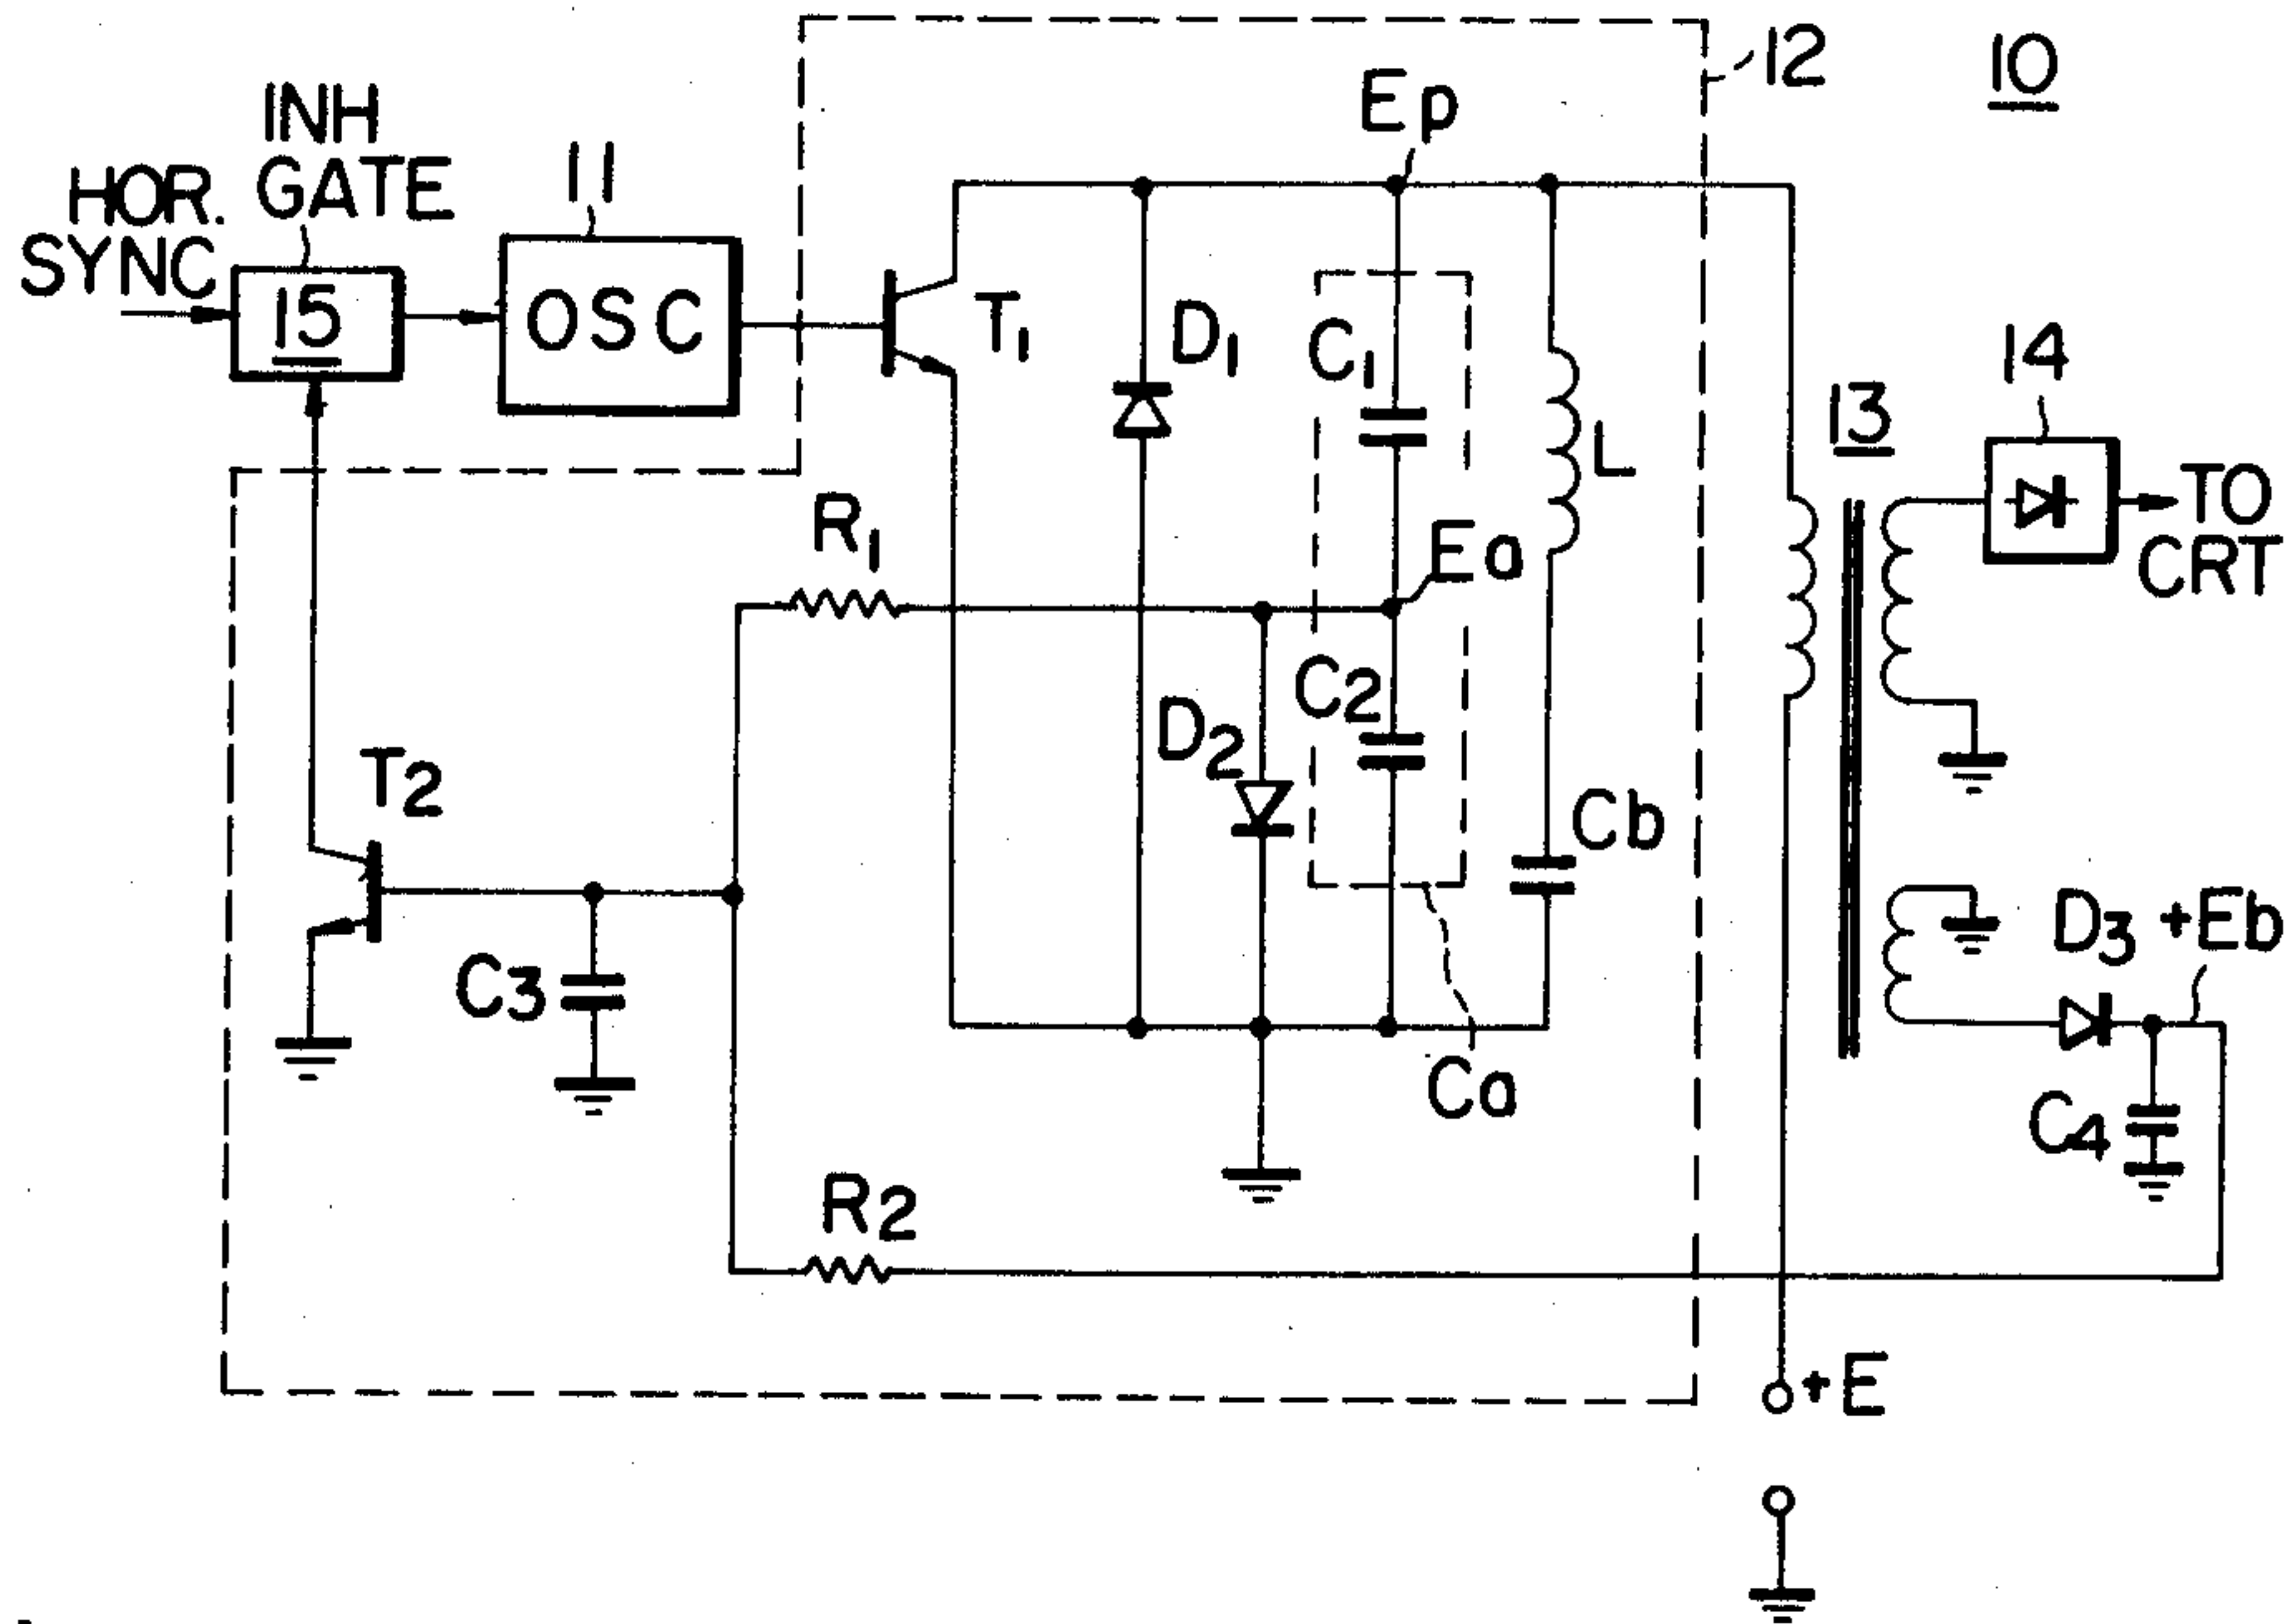 12
10
Ep
INH
GATE
11
HOR.
SYNC
15
OSC
T1
D1
C1
L
14
13
TO
CRT
R1
Ea
C2
D2
T2
Cb
D3
+Eb
C3
Ca
C4
R2
+E